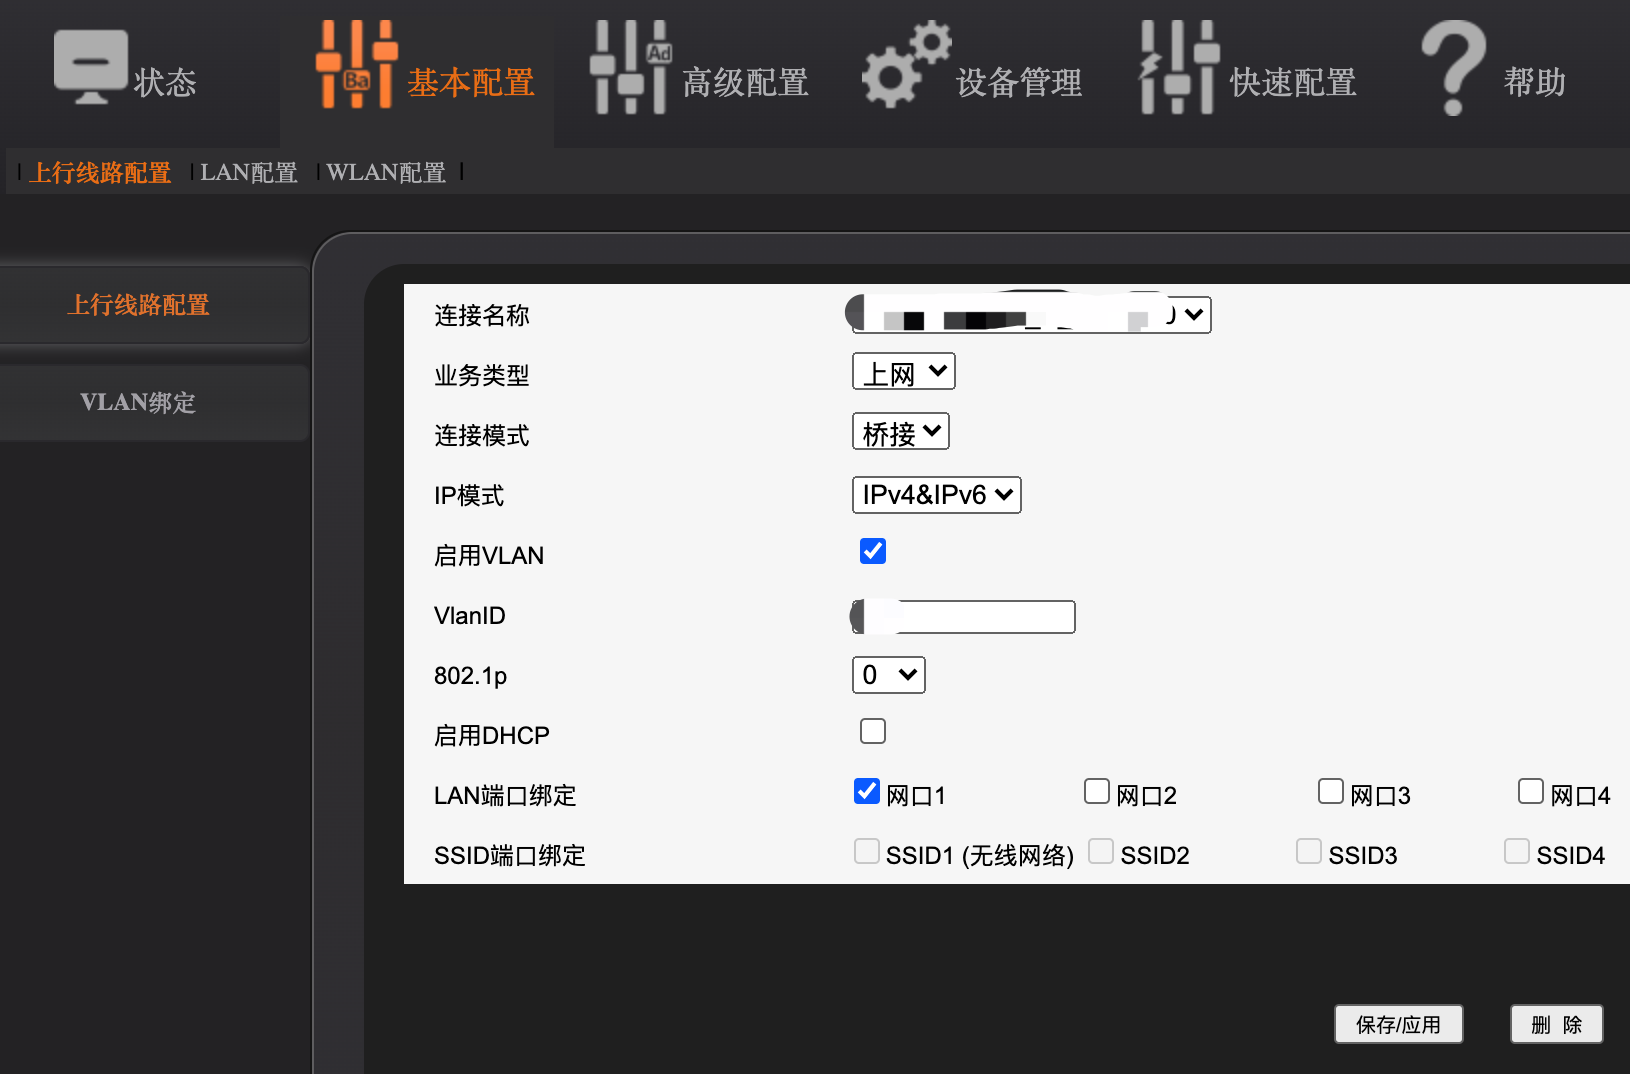 状态 基本配置 高级配置 设备管理 快速配置 帮助
Ba Ad
上行线路配置 LAN配置 WLAN配置
上行线路配置
VLAN绑定
连接名称
业务类型 上网
连接模式 桥接
IP模式 IPv4&IPv6
启用VLAN
VlanID
802.1p 0
启用DHCP
LAN端口绑定 网口1 网口2 网口3 网口4
SSID端口绑定 SSID1 (无线网络) SSID2 SSID3 SSID4
保存/应用 删 除